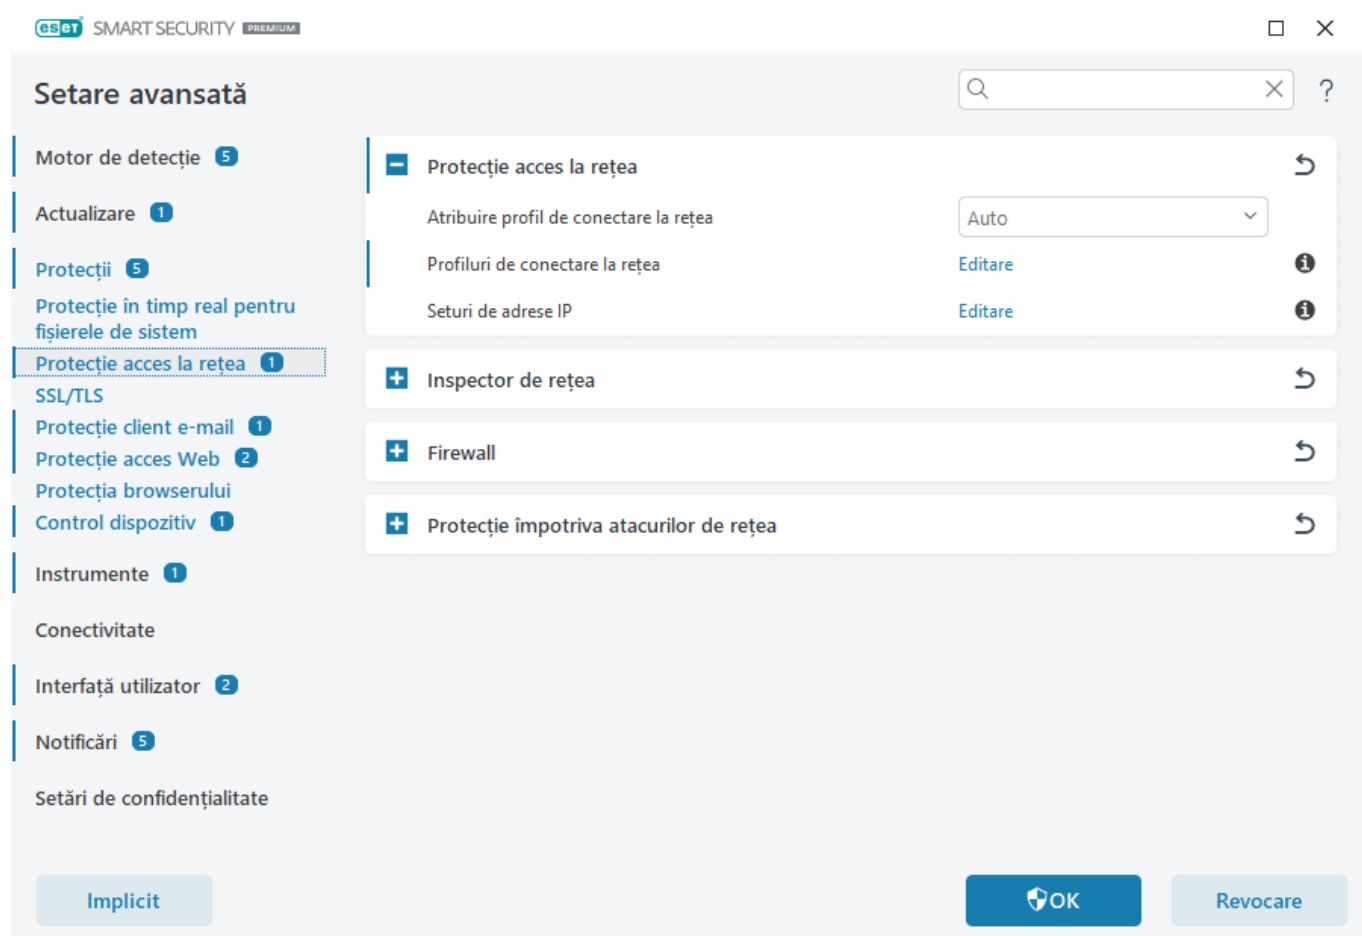 eset SMART SECURITY PREMIUM
Setare avansată
?
Motor de detecție 5
Actualizare 1
Protecții 5
Protecție în timp real pentru
fișierele de sistem
Protecție acces la rețea 1
SSL/TLS
Protecție client e-mail 1
Protecție acces Web 2
Protecția browserului
Control dispozitiv 1
Instrumente 1
Conectivitate
Interfață utilizator 2
Notificări 5
Setări de confidențialitate
Protecție acces la rețea
Atribuire profil de conectare la rețea Auto
Profiluri de conectare la rețea Editare
Seturi de adrese IP Editare
Inspector de rețea
Firewall
Protecție împotriva atacurilor de rețea
Implicit
OK
Revocare